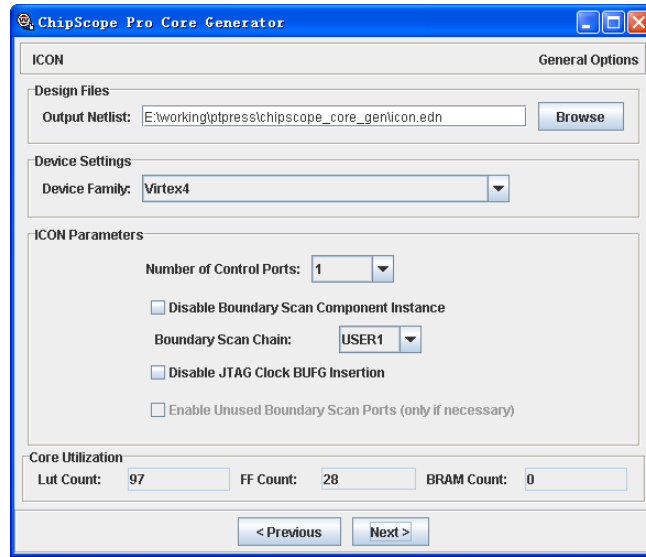 ChipScope Pro Core Generator
ICON General Options
Design Files
Output Netlist: E:\working\ptpress\chipscope_core_gen\icon.edn Browse
Device Settings
Device Family: Virtex4
ICON Parameters
Number of Control Ports: 1
Disable Boundary Scan Component Instance
Boundary Scan Chain: USER1
Disable JTAG Clock BUFG Insertion
Enable Unused Boundary Scan Ports (only if necessary)
Core Utilization
Lut Count: 97 FF Count: 28 BRAM Count: 0
< Previous Next >